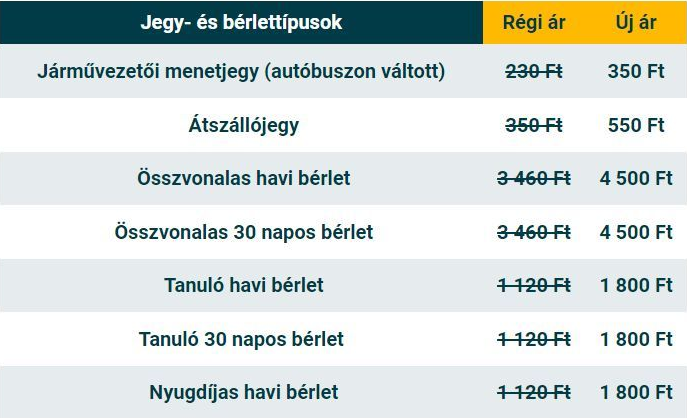 Jegy- és bérlettípusok Régi ár Új ár
Járművezetői menetjegy (autóbuszon váltott) 230 Ft 350 Ft
Átszállójegy 350 Ft 550 Ft
Összvonalas havi bérlet 3 460 Ft 4 500 Ft
Összvonalas 30 napos bérlet 3 460 Ft 4 500 Ft
Tanuló havi bérlet 1 120 Ft 1 800 Ft
Tanuló 30 napos bérlet 1 120 Ft 1 800 Ft
Nyugdíjas havi bérlet 1 120 Ft 1 800 Ft